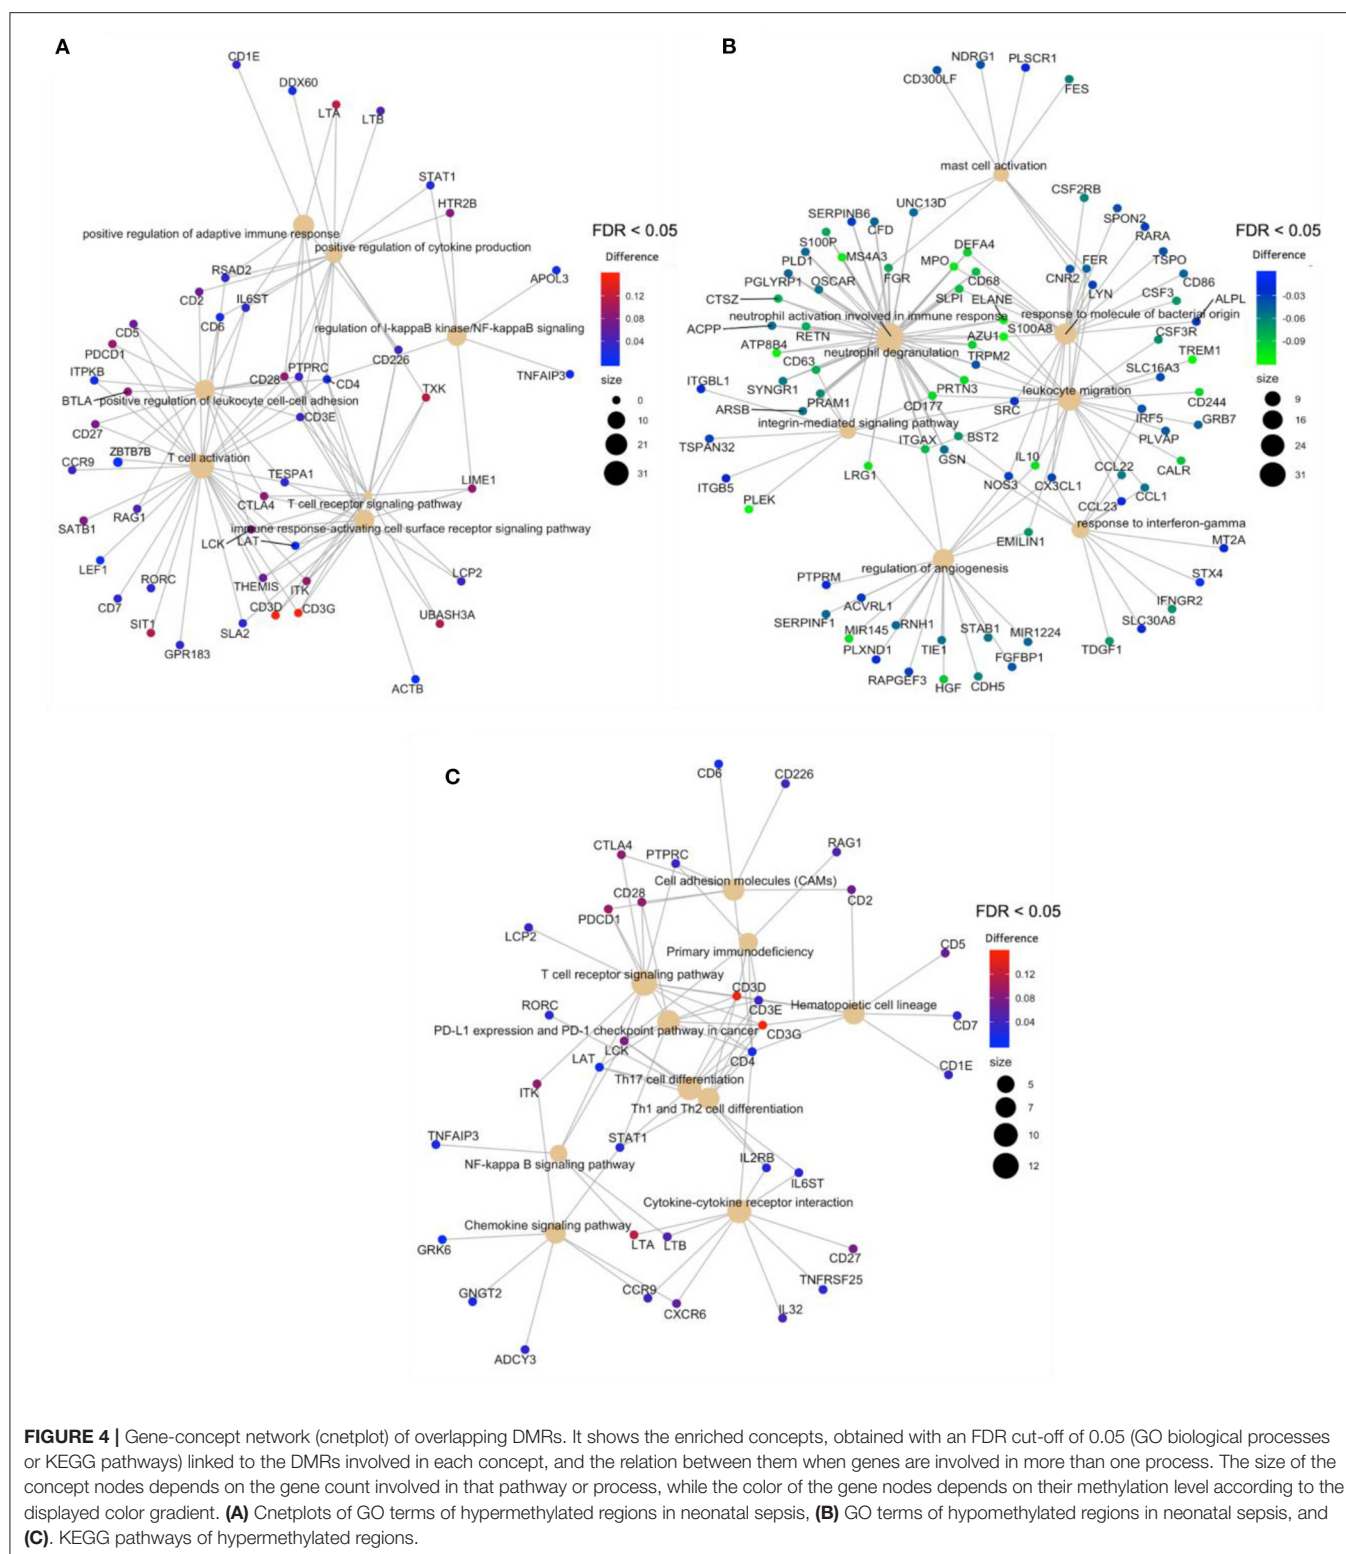 A
CD1E
DDX60
LTA
LTB
STAT1
HTR2B
positive regulation of adaptive immune response
positive regulation of cytokine production
RSAD2
APOL3
CD2
IL6ST
CD6
regulation of I-kappaB kinase/NF-kappaB signaling
CD5
PDCD1
CD226
ITPKB
PTPRC
CD28
CD4
TNFAIP3
TXK
BTLA
positive regulation of leukocyte cell-cell adhesion
CD3E
CD27
ZBTB7B
CCR9
T cell activation
TESPA1
LIME1
CTLA4
T cell receptor signaling pathway
RAG1
SATB1
immune response-activating cell surface receptor signaling pathway
LCK
LAT
LEF1
RORC
THEMIS
ITK
LCP2
CD7
CD3D
CD3G
UBASH3A
SIT1
SLA2
GPR183
ACTB
FDR < 0.05
Difference
0.12
0.08
0.04
size
0
10
21
31
B
NDRG1
PLSCR1
CD300LF
FES
mast cell activation
CSF2RB
UNC13D
SERPINB6
CFD
SPON2
RARA
S100P
MS4A3
DEFA4
MPO
FER
TSPO
PLD1
FGR
CD68
CNR2
CD86
PGLYRP1
OSCAR
SLPI
ELANE
LYN
CSF3
ALPL
CTSZ
neutrophil activation involved in immune response
response to molecule of bacterial origin
ACPP
RETN
AZU1
S100A8
CSF3R
ATP8B4
neutrophil degranulation
TREM1
CD63
TRPM2
SLC16A3
ITGBL1
SYNGR1
PRTN3
leukocyte migration
CD244
ARSB
PRAM1
CD177
SRC
IRF5
GRB7
integrin-mediated signaling pathway
PLVAP
TSPAN32
ITGAX
BST2
GSN
IL10
CALR
LRG1
NOS3
CX3CL1
CCL22
CCL1
ITGB5
CCL23
PLEK
response to interferon-gamma
EMILIN1
MT2A
regulation of angiogenesis
PTPRM
STX4
ACVRL1
IFNGR2
SERPINF1
MIR145
RNH1
STAB1
MIR1224
SLC30A8
PLXND1
TIE1
FGFBP1
TDGF1
RAPGEF3
HGF
CDH5
FDR < 0.05
Difference
-0.03
-0.06
-0.09
size
9
16
24
31
C
CD6
CD226
CTLA4
PTPRC
RAG1
Cell adhesion molecules (CAMs)
CD28
CD2
PDCD1
LCP2
CD5
Primary immunodeficiency
T cell receptor signaling pathway
CD3D
RORC
CD3E
Hematopoietic cell lineage
PD-L1 expression and PD-1 checkpoint pathway in cancer
CD3G
CD7
LCK
LAT
CD4
CD1E
Th17 cell differentiation
ITK
Th1 and Th2 cell differentiation
TNFAIP3
STAT1
NF-kappa B signaling pathway
IL2RB
IL6ST
Cytokine-cytokine receptor interaction
Chemokine signaling pathway
GRK6
LTA
LTB
CD27
GNGT2
CCR9
TNFRSF25
CXCR6
IL32
ADCY3
FDR < 0.05
Difference
0.12
0.08
0.04
size
5
7
10
12
FIGURE 4 | Gene-concept network (cnetplot) of overlapping DMRs. It shows the enriched concepts, obtained with an FDR cut-off of 0.05 (GO biological processes
or KEGG pathways) linked to the DMRs involved in each concept, and the relation between them when genes are involved in more than one process. The size of the
concept nodes depends on the gene count involved in that pathway or process, while the color of the gene nodes depends on their methylation level according to the
displayed color gradient. (A) Cnetplots of GO terms of hypermethylated regions in neonatal sepsis, (B) GO terms of hypomethylated regions in neonatal sepsis, and
(C). KEGG pathways of hypermethylated regions.